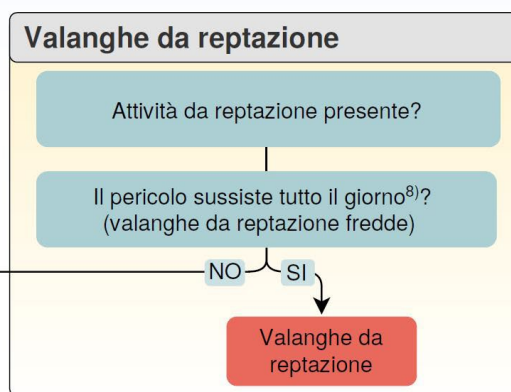 Valanghe da reptazione
Attività da reptazione presente?
Il pericolo sussiste tutto il giorno⁸⁾?
(valanghe da reptazione fredde)
NO SI
Valanghe da
reptazione